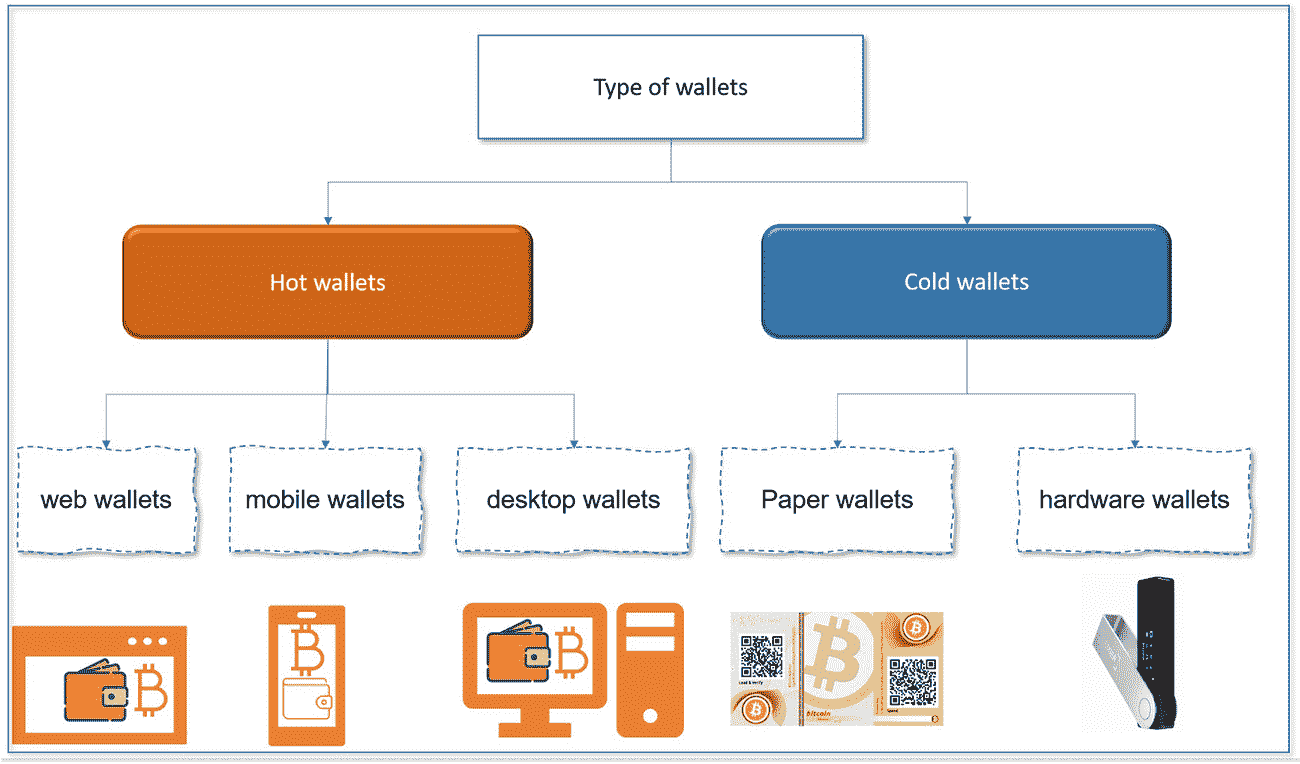 Type of wallets
Hot wallets
Cold wallets
web wallets
mobile wallets
desktop wallets
Paper wallets
hardware wallets
Load & Verify
bitcoin
Spend